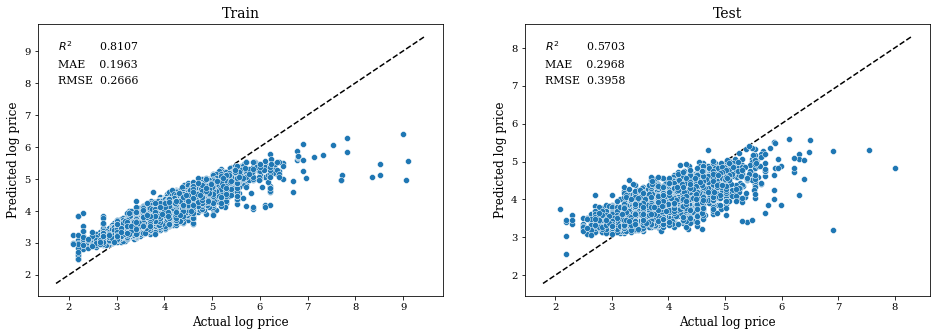 Train
R² 0.8107
MAE 0.1963
RMSE 0.2666
9
8
7
6
5
4
3
2
Predicted log price
2 3 4 5 6 7 8 9
Actual log price
Test
R² 0.5703
MAE 0.2968
RMSE 0.3958
8
7
6
5
4
3
2
Predicted log price
2 3 4 5 6 7 8
Actual log price